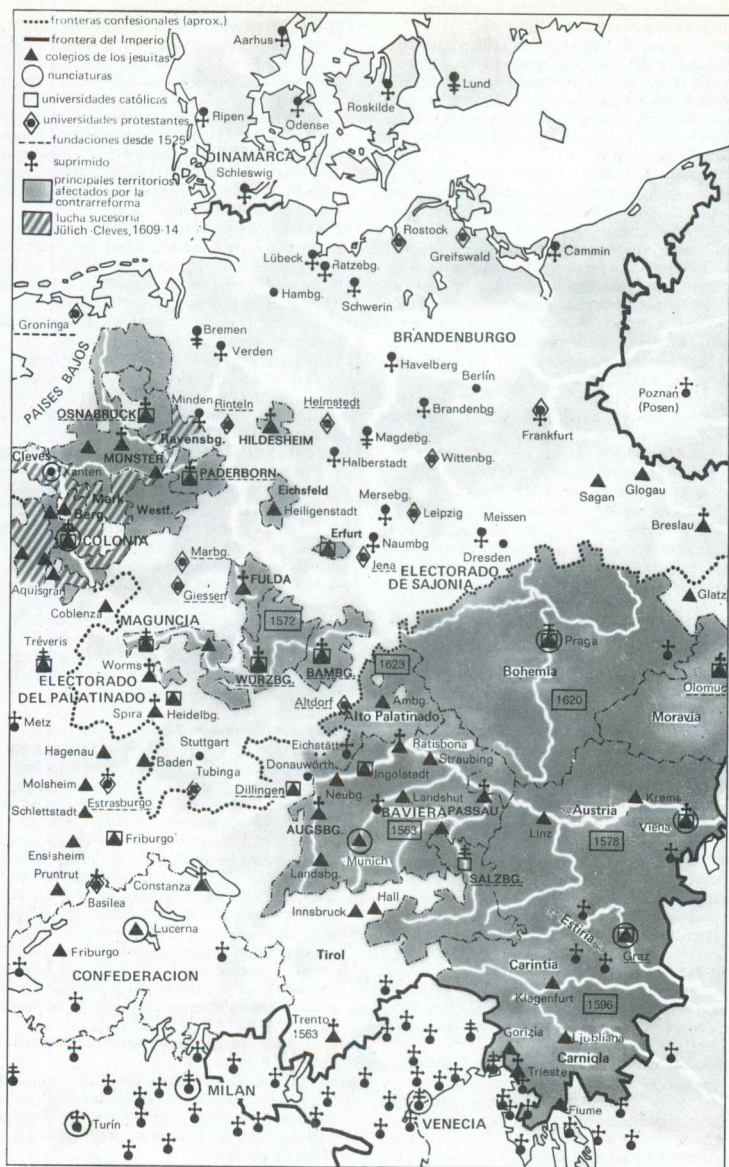 fronteras confesionales (aprox.)
frontera del Imperio
colegios de los jesuitas
nunciaturas
universidades católicas
universidades protestantes
fundaciones desde 1525
suprimido
principales territorios
afectados por la
contrarreforma
lucha sucesoria
Jülich-Cleves, 1609-14
Aarhus
Ripen
Odense
Roskilde
Lund
DINAMARCA
Schleswig
Lübeck
Ratzebg.
Rostock
Greifswald
Cammin
Hambg.
Schwerin
Groninga
Bremen
Verden
BRANDENBURGO
PAISES BAJOS
Havelberg
Berlín
Poznań
(Posen)
OSNABRUCK
Minden
Rinteln
Helmstedt
Brandenbg.
Frankfurt
Ravensbg.
HILDESHEIM
Magdebg.
Cleves
MÜNSTER
Halberstadt
Wittenbg.
Xanten
PADERBORN
Glogau
Sagan
Mark
Westf.
Eichsfeld
Mersebg.
Berg.
Heiligenstadt
Leipzig
Meissen
Breslau
COLONIA
Erfurt
Naumbg
Dresden
Marbg.
Jena
ELECTORADO
DE SAJONIA
Aquisgrán
FULDA
Giessen
Glatz
Coblenza
1572
MAGUNCIA
Praga
Tréveris
Worms
WÜRZBG.
BAMBG.
1623
Bohemia
ELECTORADO
DEL PALATINADO
Olomuc
1620
Altdorf
Ambg.
Moravia
Metz
Spira
Heidelbg.
Alto Palatinado
Hagenau
Stuttgart
Eichstätt
Ratisbona
Baden
Donauwörth
Straubing
Molsheim
Tubinga
Ingolstadt
Estrasburgo
Dillingen
Neubg.
Landshut
PASSAU
Austria
Krems
Schlettstadt
BAVIERA
AUGSBG.
1563
Linz
Viena
Friburgo
Munich
1578
Ensisheim
Landsbg.
SALZBG.
Pruntrut
Constanza
Basilea
Hall
Innsbruck
Lucerna
Estiria
Graz
Friburgo
Tirol
Carintia
CONFEDERACION
Klagenfurt
1596
Trento
1563
Gorizia
Ljubliana
Carniola
Trieste
MILAN
Turín
VENECIA
Fiume